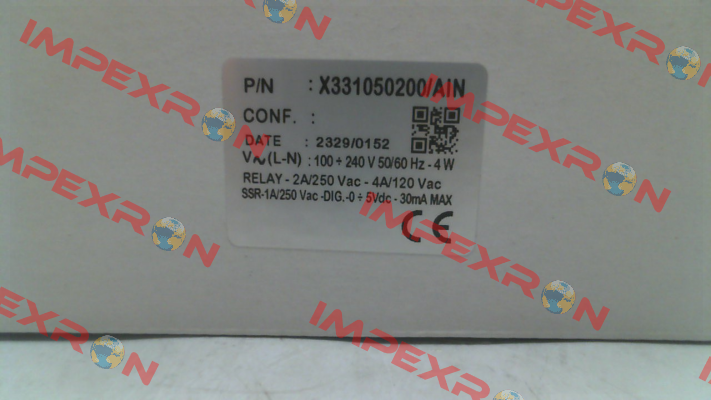 P/N : X331050200/AIN
CONF. :
DATE : 2329/0152
V∿(L-N) : 100 ÷ 240 V 50/60 Hz - 4 W
RELAY - 2A/250 Vac - 4A/120 Vac
SSR-1A/250 Vac -DIG.-0 ÷ 5Vdc - 30mA MAX
CE
IMPEXRON
IMPEXRON
IMPEXRON
IMPEXRON
IMPEXRON
IMPEXRON
IMPEXRON